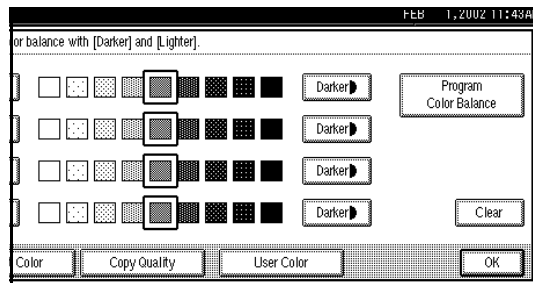 FEB 1,2002 11:43A
or balance with [Darker] and [Lighter].
Darker
Program
Color Balance
Darker
Darker
Darker
Clear
Color
Copy Quality
User Color
OK